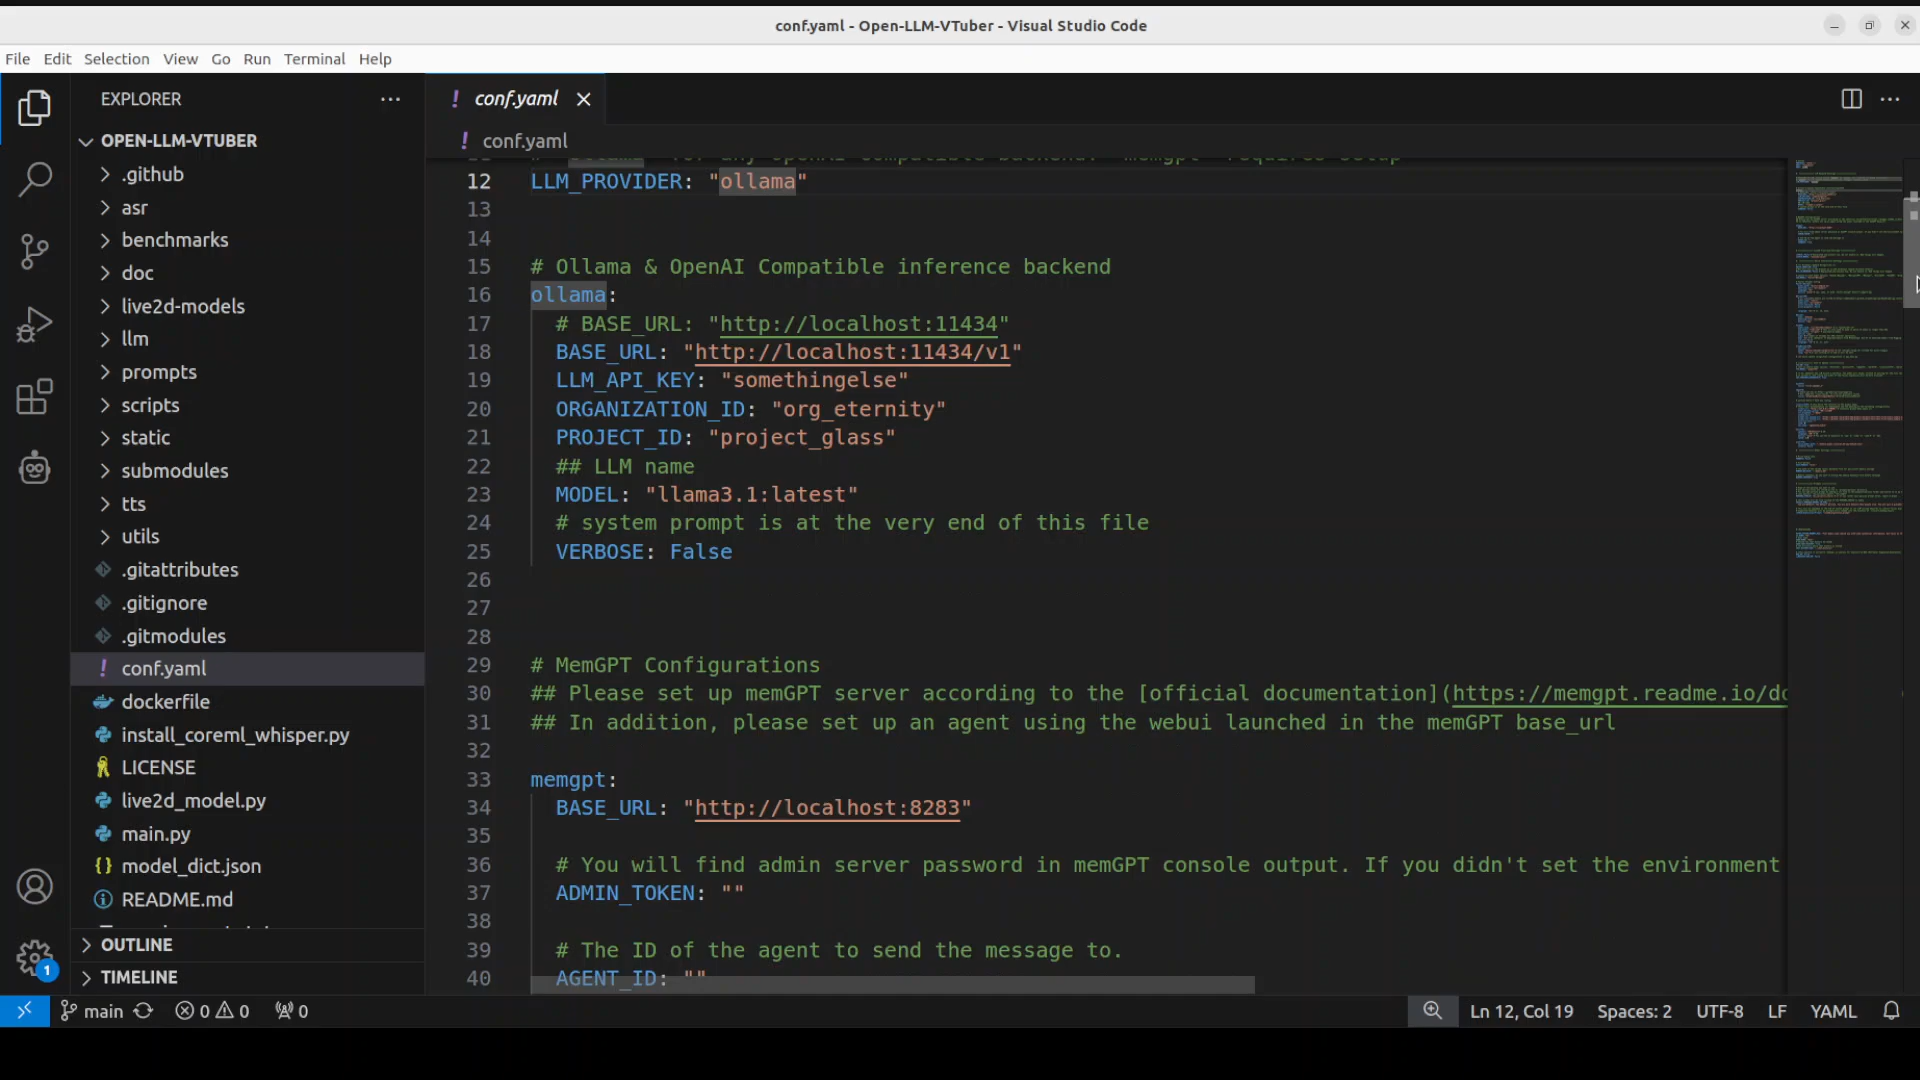 conf.yaml - Open-LLM-VTuber - Visual Studio Code
File Edit Selection View Go Run Terminal Help
EXPLORER
OPEN-LLM-VTUBER
.github
asr
benchmarks
doc
live2d-models
llm
prompts
scripts
static
submodules
tts
utils
.gitattributes
.gitignore
.gitmodules
! conf.yaml
dockerfile
install_coreml_whisper.py
LICENSE
live2d_model.py
main.py
{} model_dict.json
README.md
OUTLINE
TIMELINE
1
! conf.yaml
! conf.yaml
12 LLM_PROVIDER: "ollama"
13
14
15 # Ollama & OpenAI Compatible inference backend
16 ollama:
17 # BASE_URL: "http://localhost:11434"
18 BASE_URL: "http://localhost:11434/v1"
19 LLM_API_KEY: "somethingelse"
20 ORGANIZATION_ID: "org_eternity"
21 PROJECT_ID: "project_glass"
22 ## LLM name
23 MODEL: "llama3.1:latest"
24 # system prompt is at the very end of this file
25 VERBOSE: False
26
27
28
29 # MemGPT Configurations
30 ## Please set up memGPT server according to the [official documentation](https://memgpt.readme.io/do
31 ## In addition, please set up an agent using the webui launched in the memGPT base_url
32
33 memgpt:
34 BASE_URL: "http://localhost:8283"
35
36 # You will find admin server password in memGPT console output. If you didn't set the environment
37 ADMIN_TOKEN: ""
38
39 # The ID of the agent to send the message to.
40 AGENT_ID: ""
main 0 0 0 Ln 12, Col 19 Spaces: 2 UTF-8 LF YAML